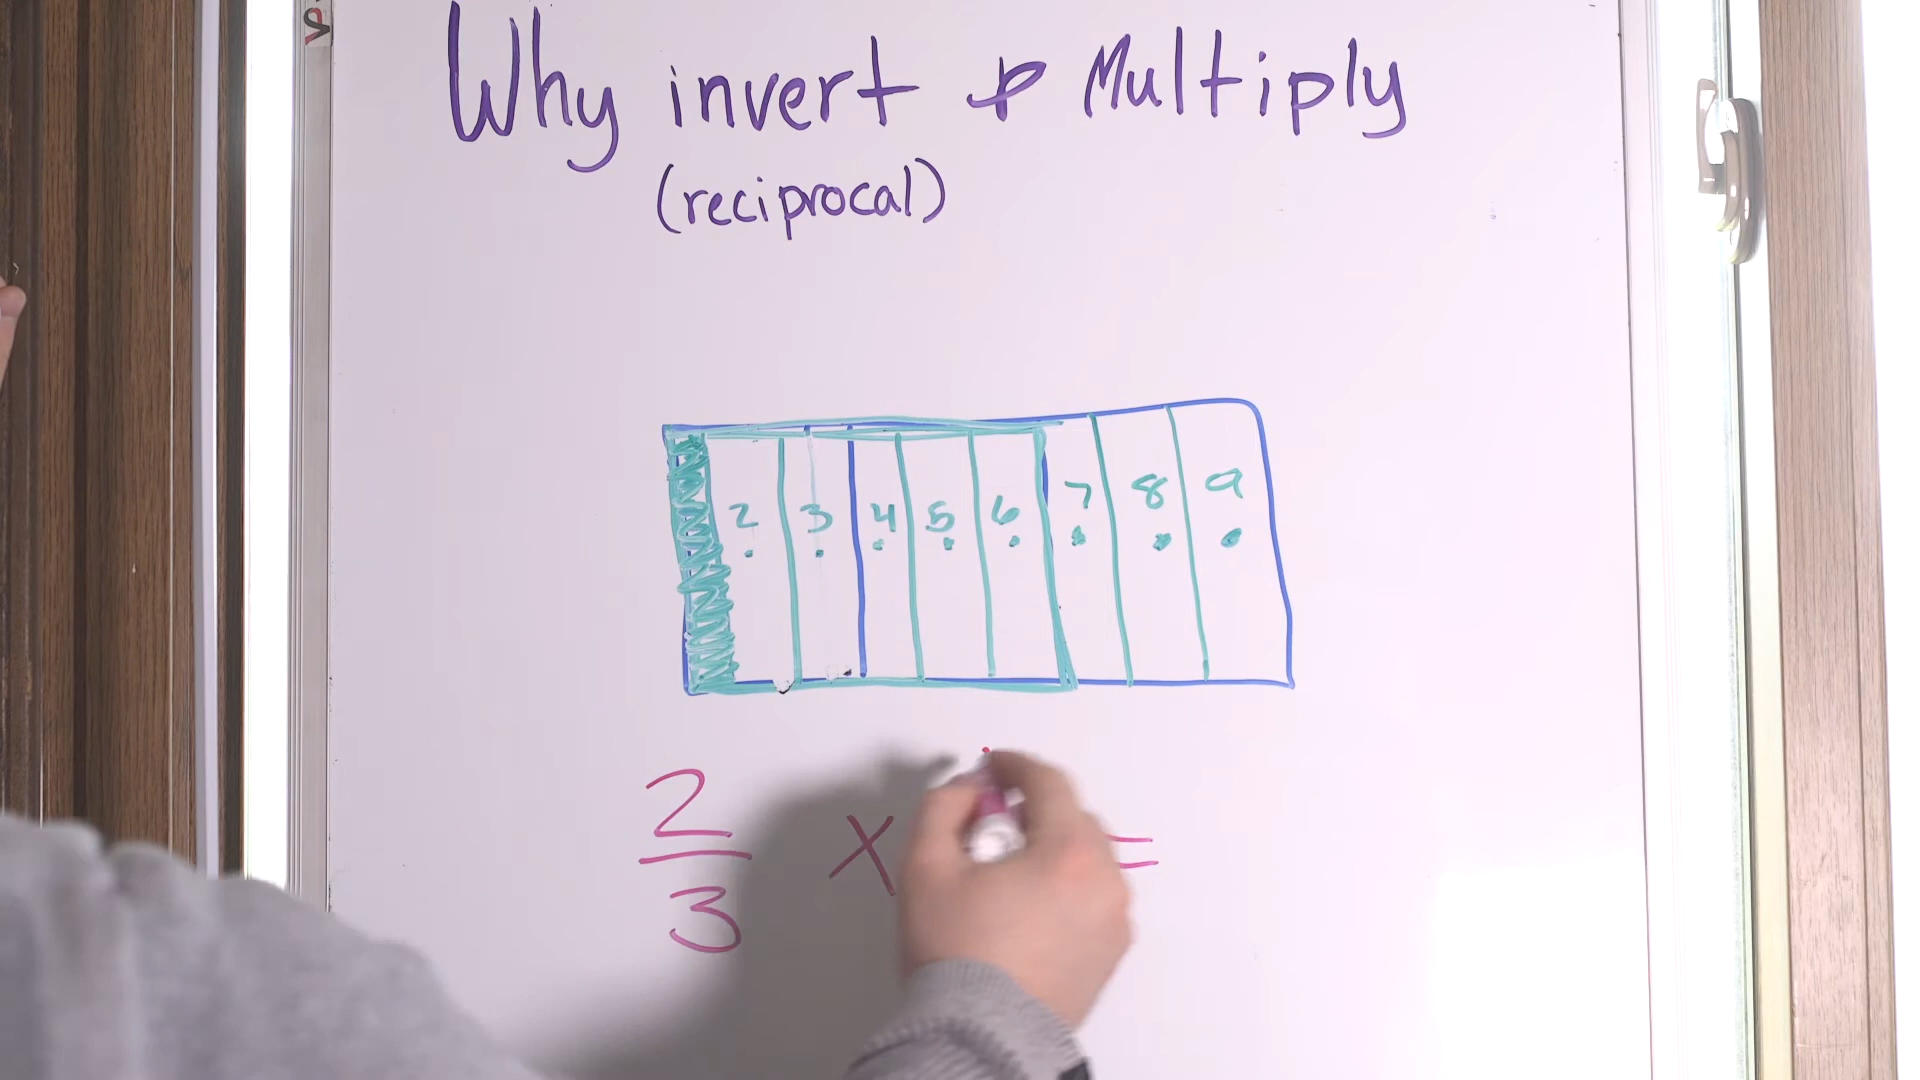 Why invert & Multiply
(reciprocal)
2 3 4 5 6 7 8 9
2
3
X =